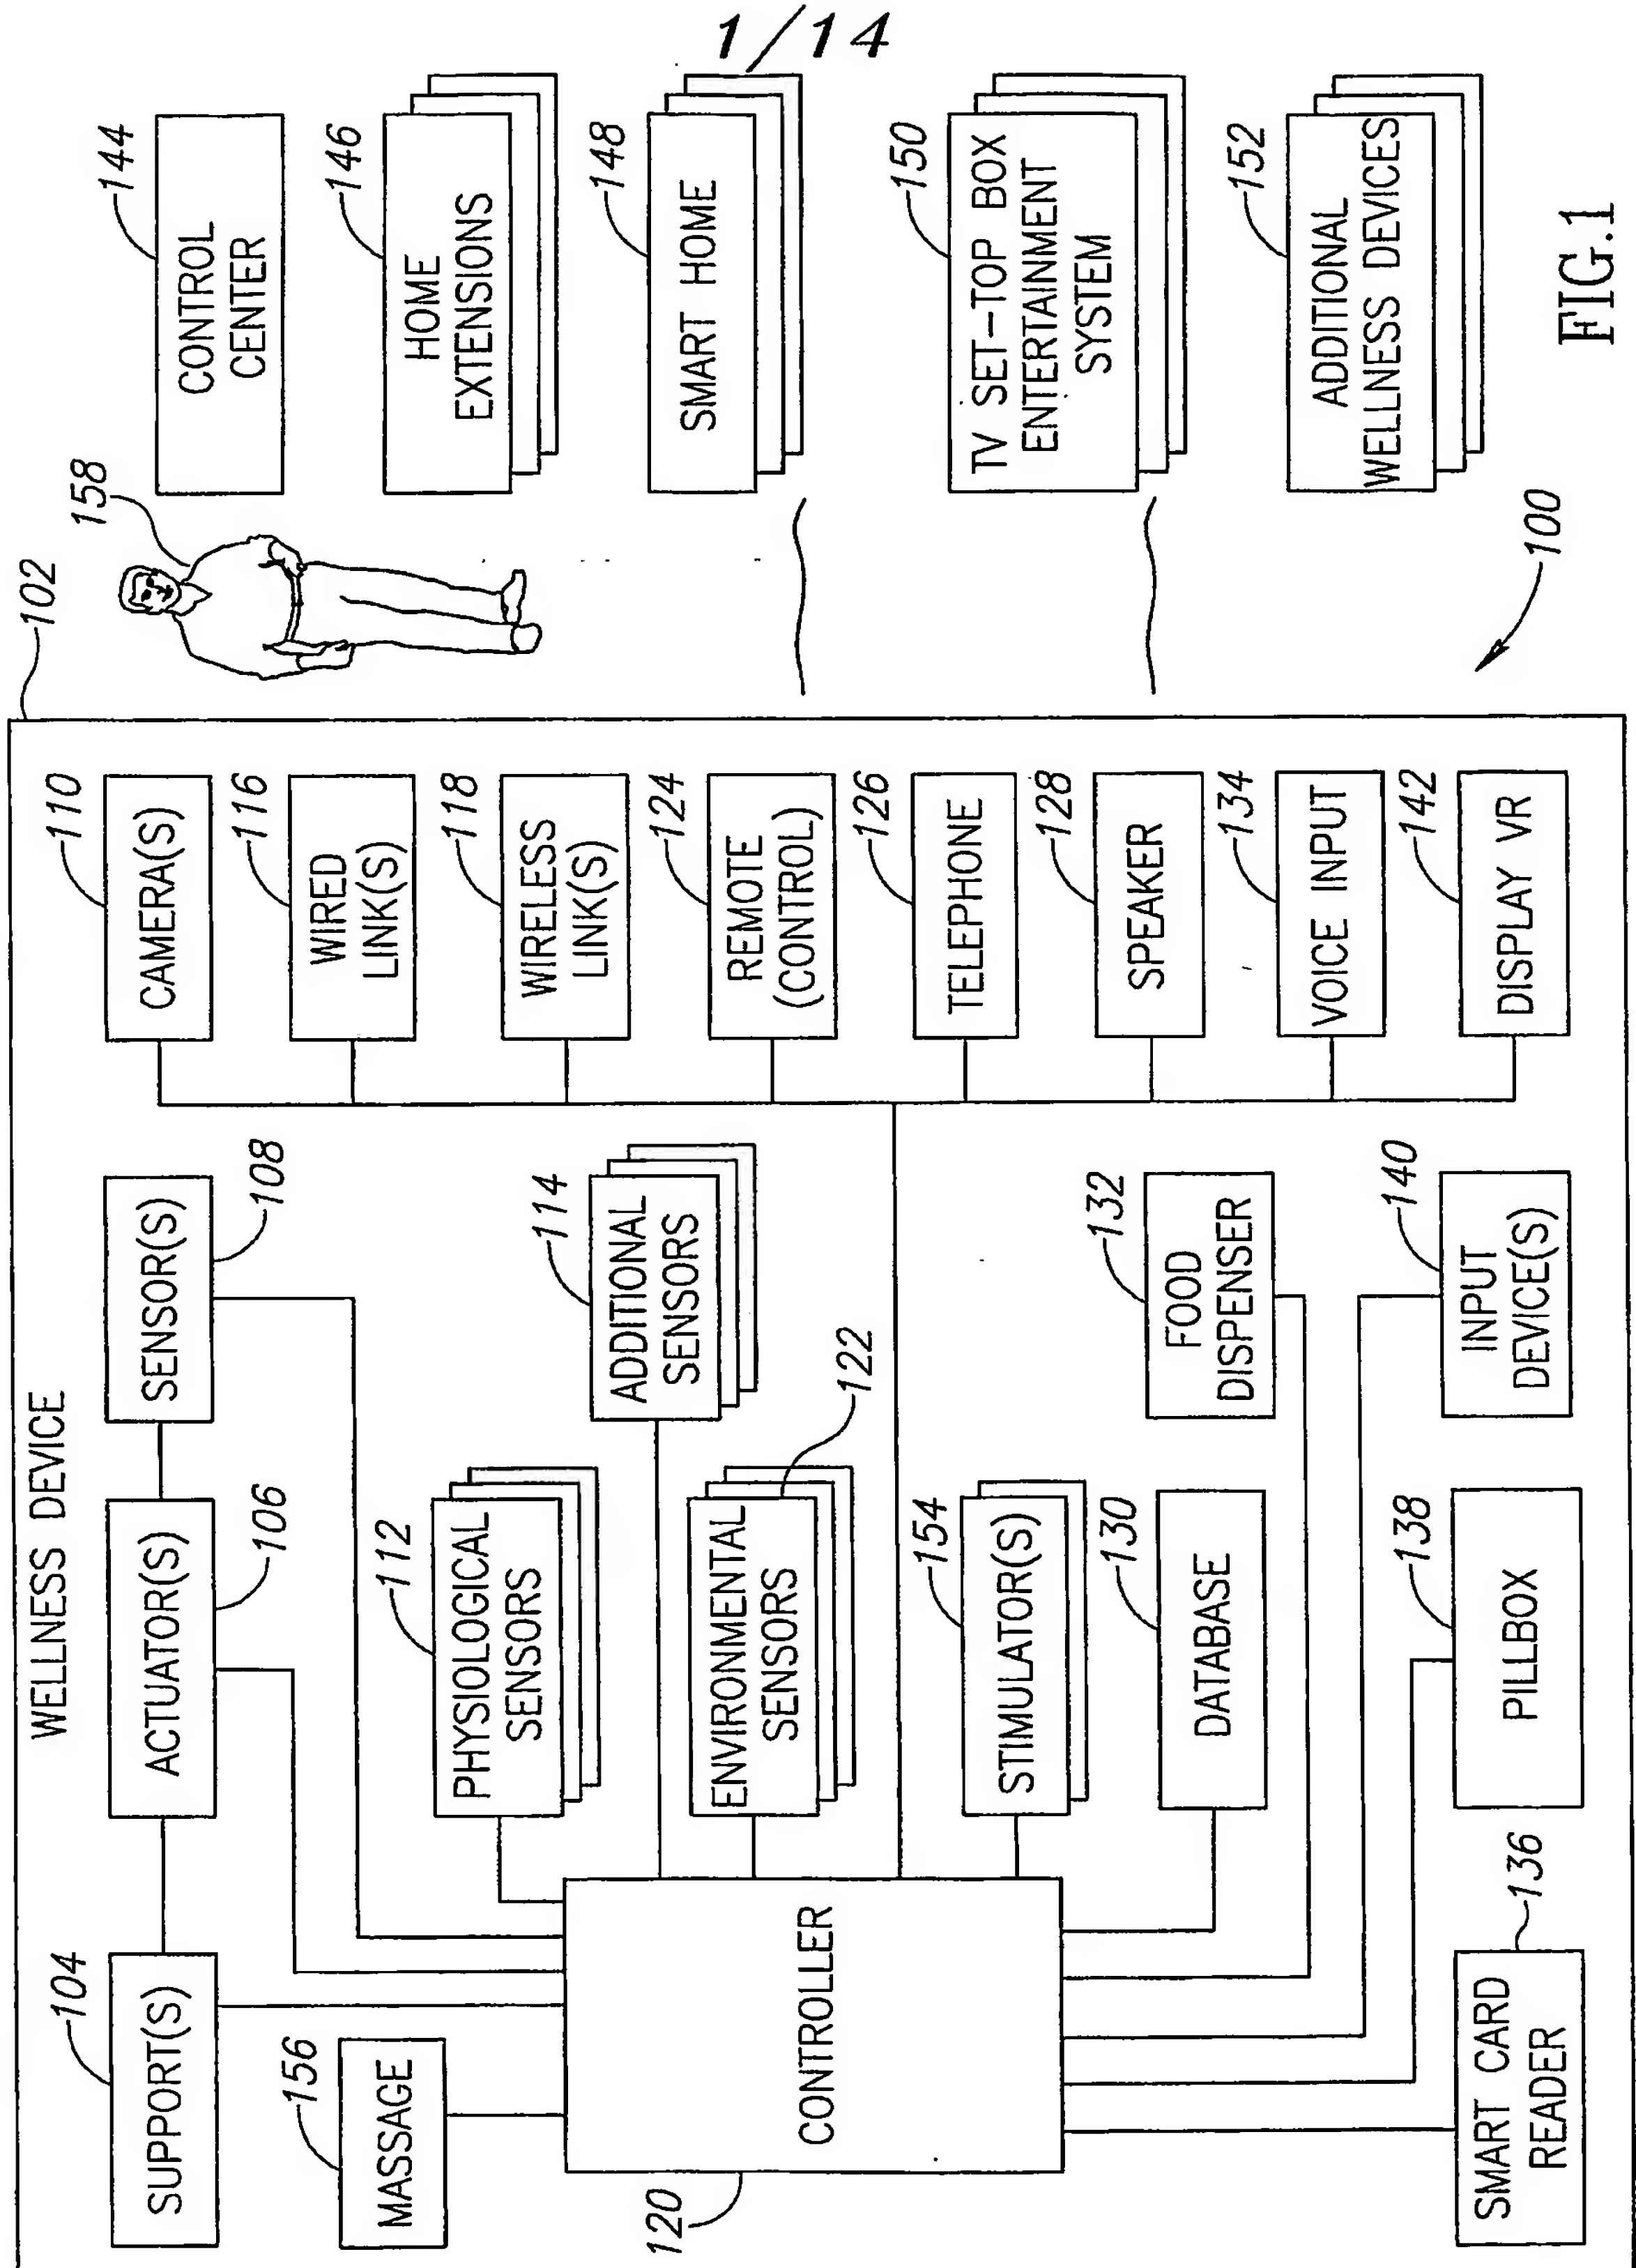 1/14
WELLNESS DEVICE
102
104
SUPPORT(S)
106
ACTUATOR(S)
108
SENSOR(S)
110
CAMERA(S)
158
144
CONTROL
CENTER
156
MASSAGE
112
PHYSIOLOGICAL
SENSORS
114
ADDITIONAL
SENSORS
116
WIRED
LINK(S)
146
HOME
EXTENSIONS
118
WIRELESS
LINK(S)
148
SMART HOME
120
CONTROLLER
122
ENVIRONMENTAL
SENSORS
124
REMOTE
(CONTROL)
126
TELEPHONE
150
TV SET-TOP BOX
ENTERTAINMENT
SYSTEM
154
STIMULATOR(S)
128
SPEAKER
130
DATABASE
132
FOOD
DISPENSER
134
VOICE INPUT
152
ADDITIONAL
WELLNESS DEVICES
136
SMART CARD
READER
138
PILLBOX
140
INPUT
DEVICE(S)
142
DISPLAY VR
100
FIG.1